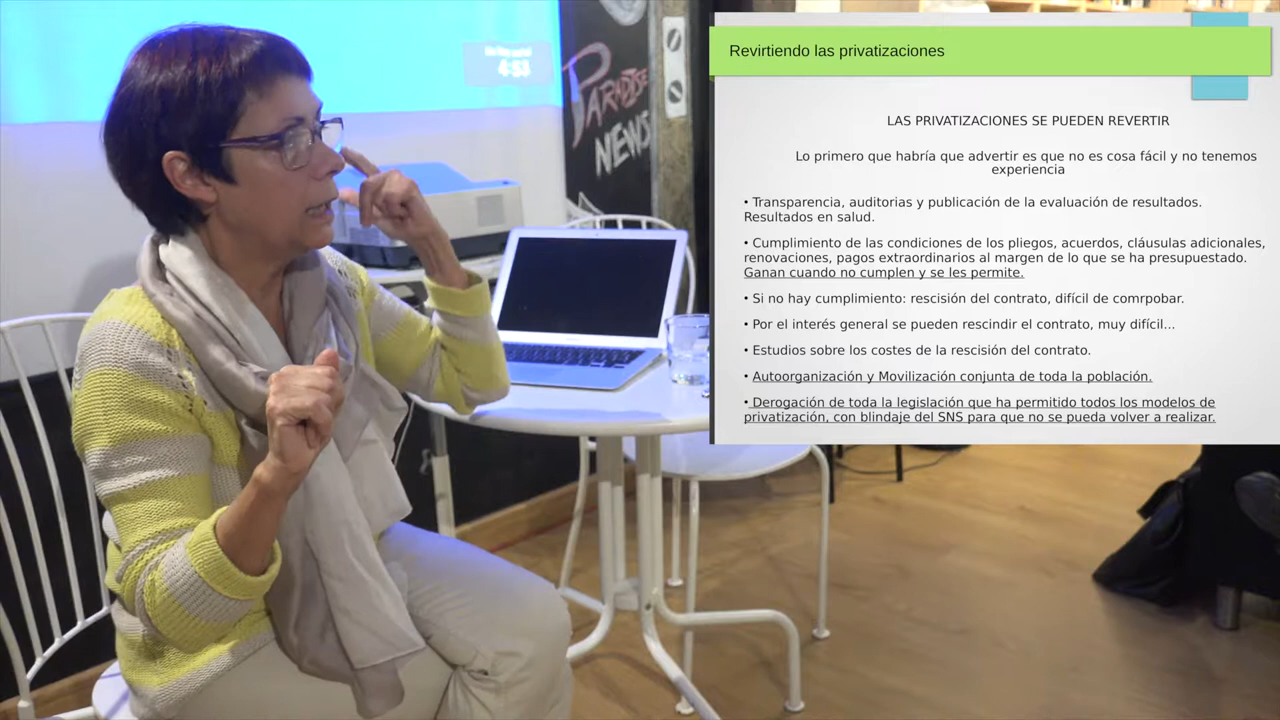 4:53
PARADISE
NEWS
Revirtiendo las privatizaciones
LAS PRIVATIZACIONES SE PUEDEN REVERTIR
Lo primero que habría que advertir es que no es cosa fácil y no tenemos
experiencia
• Transparencia, auditorias y publicación de la evaluación de resultados.
Resultados en salud.
• Cumplimiento de las condiciones de los pliegos, acuerdos, cláusulas adicionales,
renovaciones, pagos extraordinarios al margen de lo que se ha presupuestado.
Ganan cuando no cumplen y se les permite.
• Si no hay cumplimiento: rescisión del contrato, difícil de comrpobar.
• Por el interés general se pueden rescindir el contrato, muy difícil...
• Estudios sobre los costes de la rescisión del contrato.
• Autoorganización y Movilización conjunta de toda la población.
• Derogación de toda la legislación que ha permitido todos los modelos de
privatización, con blindaje del SNS para que no se pueda volver a realizar.